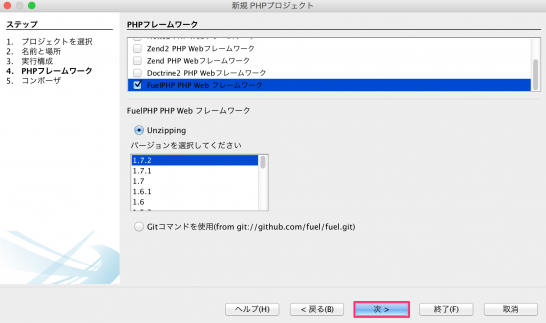 新規 PHPプロジェクト
ステップ
1. プロジェクトを選択
2. 名前と場所
3. 実行構成
4. PHPフレームワーク
5. コンポーザ
PHPフレームワーク
Zend2 PHP Webフレームワーク
Zend PHP Webフレームワーク
Doctrine2 PHP Webフレームワーク
FuelPHP PHP Web フレームワーク
FuelPHP PHP Web フレームワーク
Unzipping
バージョンを選択してください
1.7.2
1.7.1
1.7
1.6.1
1.6
Gitコマンドを使用(from git://github.com/fuel/fuel.git)
ヘルプ(H)
< 戻る(B)
次 >
終了(F)
取消